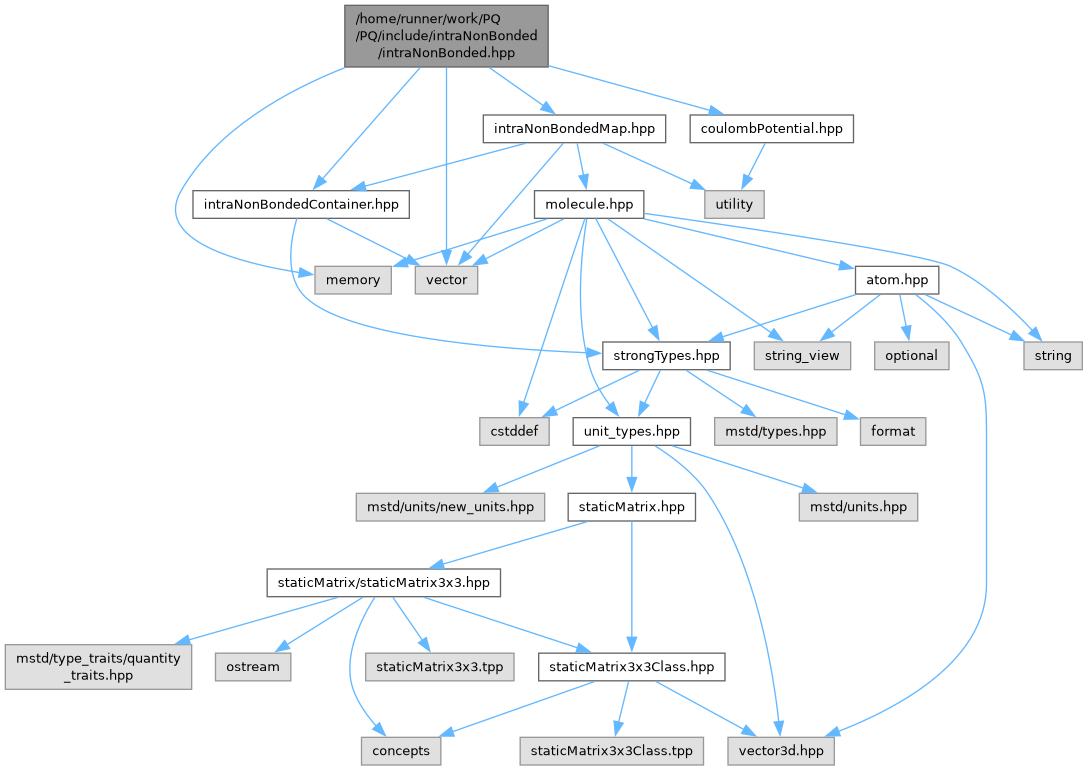 /home/runner/work/PQ
/PQ/include/intraNonBonded
/intraNonBonded.hpp
intraNonBondedMap.hpp
coulombPotential.hpp
intraNonBondedContainer.hpp
molecule.hpp
utility
memory
vector
atom.hpp
strongTypes.hpp
string_view
optional
string
cstddef
unit_types.hpp
mstd/types.hpp
format
mstd/units/new_units.hpp
staticMatrix.hpp
mstd/units.hpp
staticMatrix/staticMatrix3x3.hpp
mstd/type_traits/quantity
_traits.hpp
ostream
staticMatrix3x3.tpp
staticMatrix3x3Class.hpp
concepts
staticMatrix3x3Class.tpp
vector3d.hpp